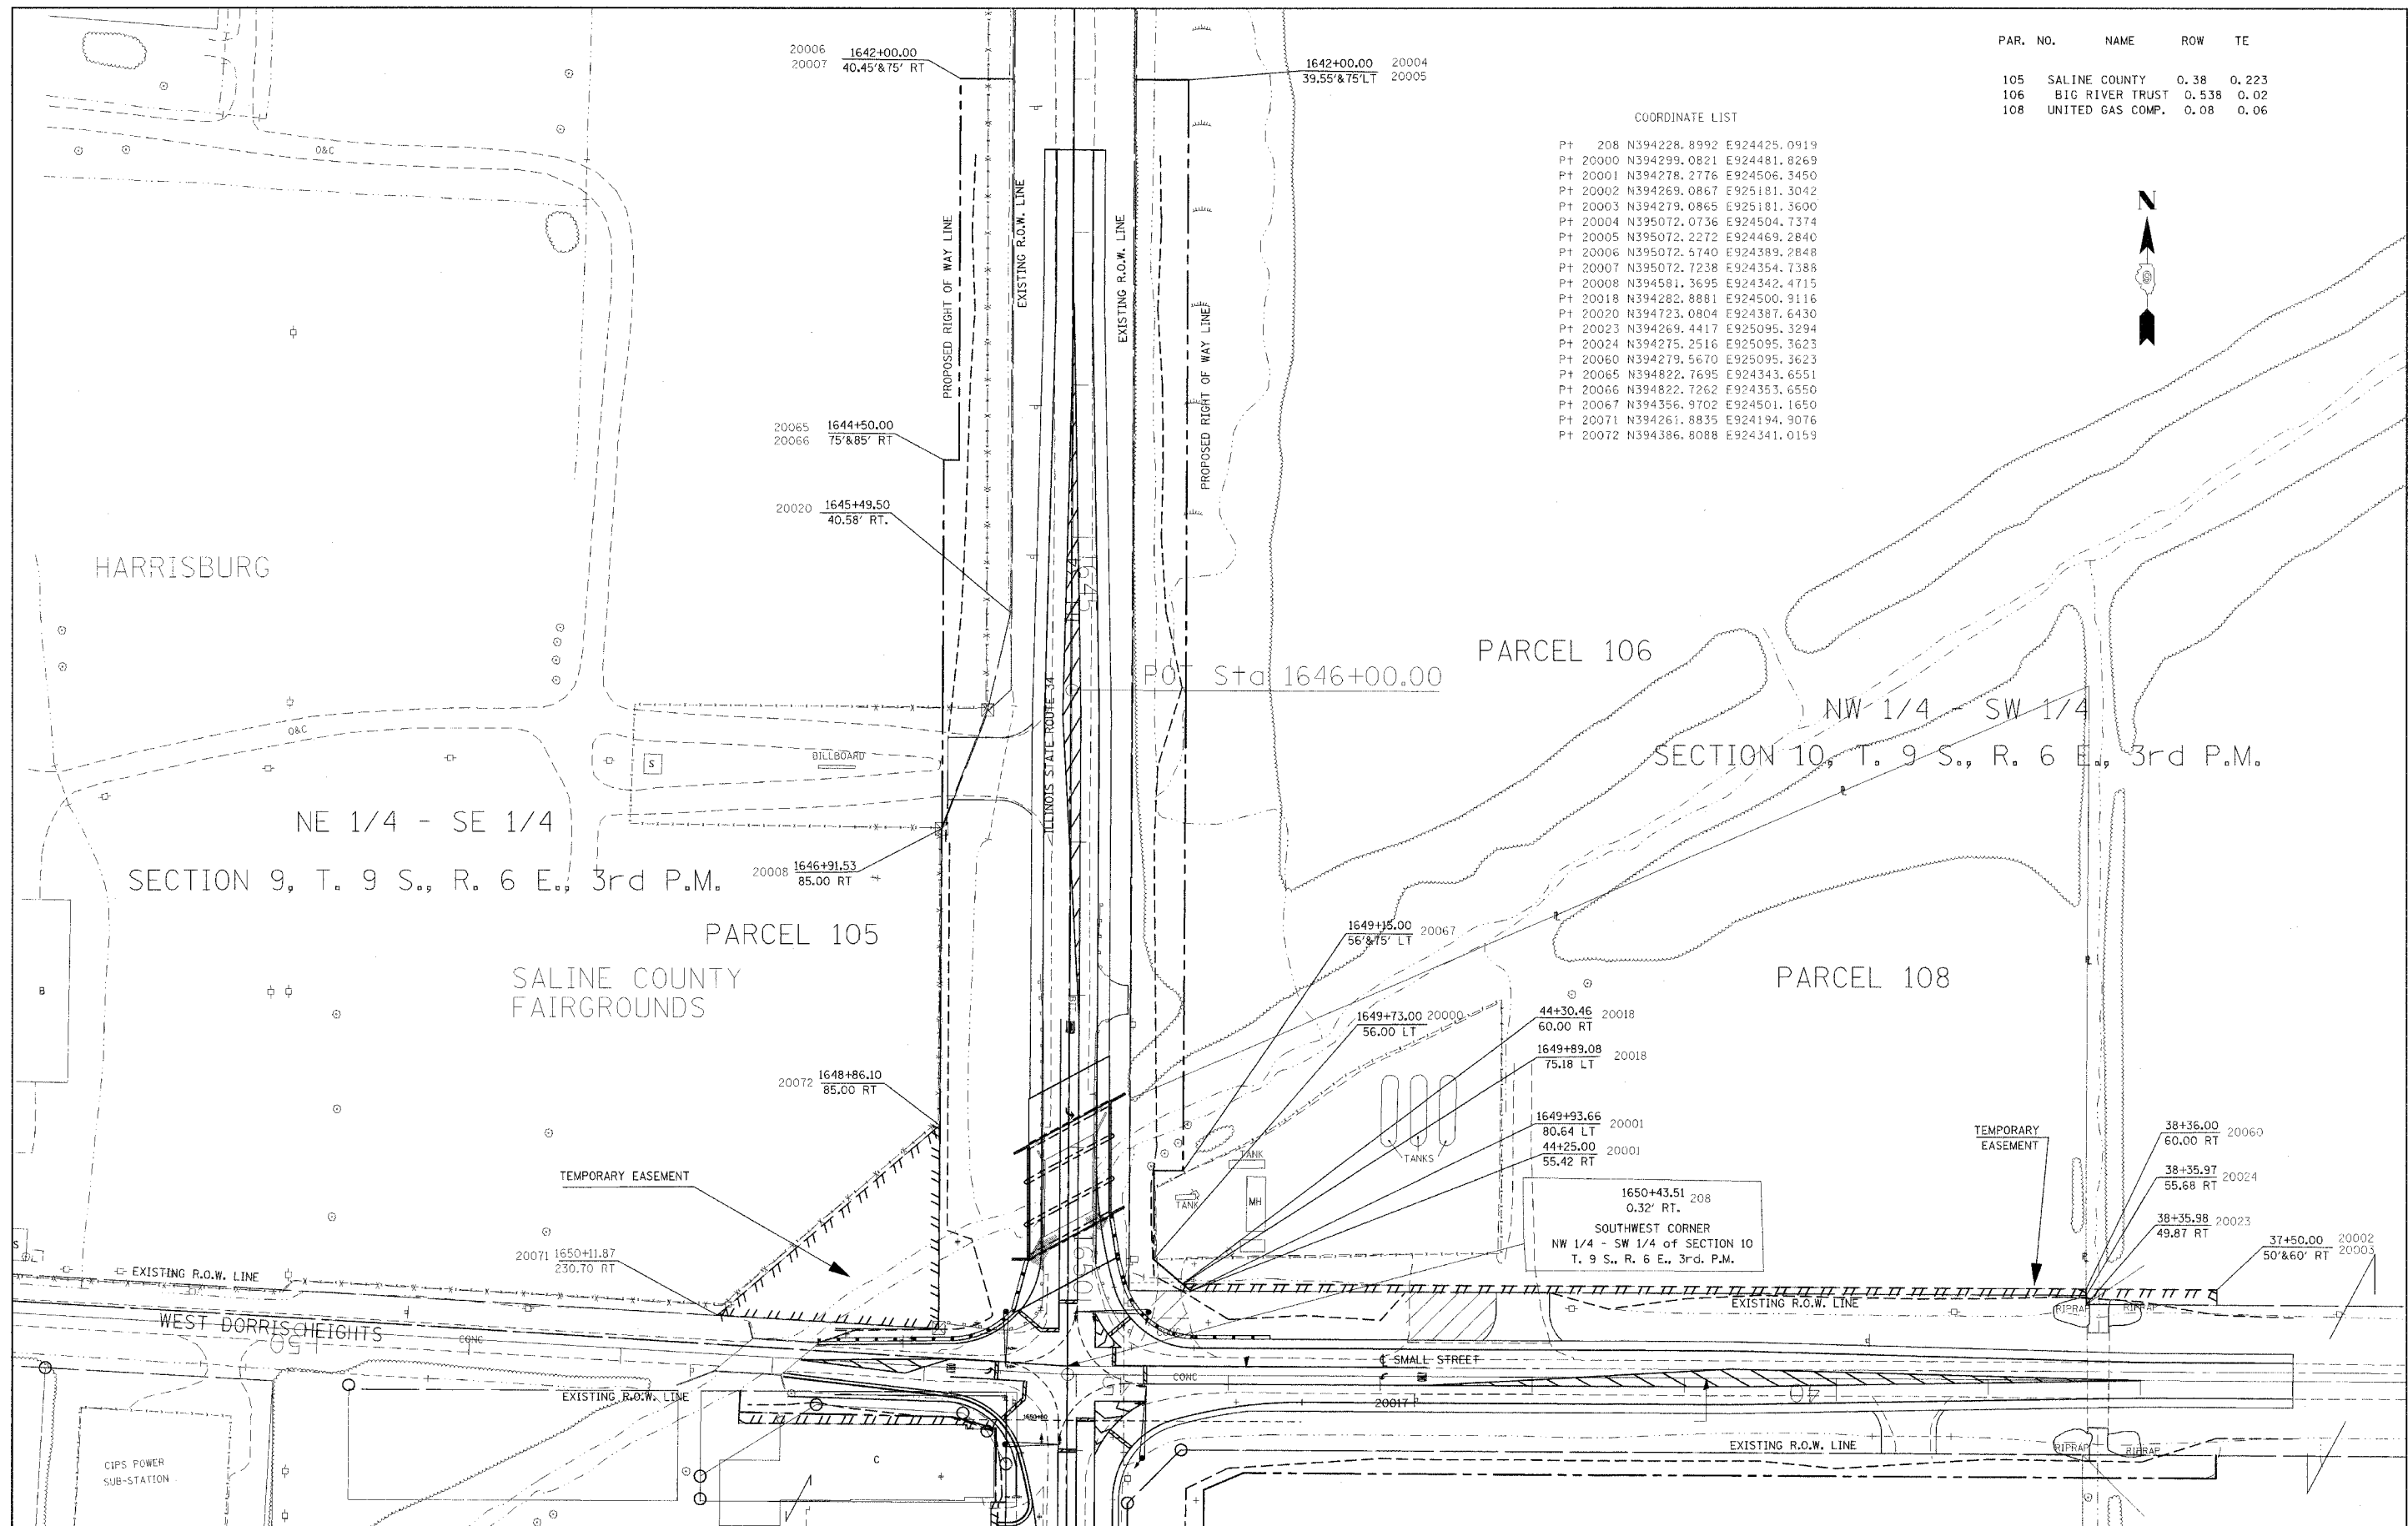 PAR. NO. NAME ROW TE
105 SALINE COUNTY 0.38 0.223
106 BIG RIVER TRUST 0.538 0.02
108 UNITED GAS COMP. 0.08 0.06
COORDINATE LIST
Pt 208 N394228.8992 E924425.0919
Pt 20000 N394299.0821 E924481.8269
Pt 20001 N394278.2776 E924506.3450
Pt 20002 N394269.0867 E925181.3042
Pt 20003 N394279.0865 E925181.3600
Pt 20004 N395072.0736 E924504.7374
Pt 20005 N395072.2272 E924469.2840
Pt 20006 N395072.5740 E924389.2848
Pt 20007 N395072.7238 E924354.7388
Pt 20008 N394581.3695 E924342.4715
Pt 20018 N394282.8881 E924500.9116
Pt 20020 N394723.0804 E924387.6430
Pt 20023 N394269.4417 E925095.3294
Pt 20024 N394275.2516 E925095.3623
Pt 20060 N394279.5670 E925095.3623
Pt 20065 N394822.7695 E924343.6551
Pt 20066 N394822.7262 E924353.6550
Pt 20067 N394356.9702 E924501.1650
Pt 20071 N394261.8835 E924194.9076
Pt 20072 N394386.8088 E924341.0159
N
20006 1642+00.00
20007 40.45'&75' RT
1642+00.00 20004
39.55'&75'LT 20005
O&C
PROPOSED RIGHT OF WAY LINE
EXISTING R.O.W. LINE
EXISTING R.O.W. LINE
PROPOSED RIGHT OF WAY LINE
20065 1644+50.00
20066 75'&85' RT
20020 1645+49.50
40.58' RT.
1645
HARRISBURG
POT Sta 1646+00.00
PARCEL 106
NW 1/4 - SW 1/4
SECTION 10, T. 9 S., R. 6 E., 3rd P.M.
O&C
S
BILLBOARD
ILLINOIS STATE ROUTE 34
NE 1/4 - SE 1/4
SECTION 9, T. 9 S., R. 6 E., 3rd P.M.
20008 1646+91.53
85.00 RT
PARCEL 105
SALINE COUNTY
FAIRGROUNDS
B
1649+15.00 20067
56'&75' LT
PARCEL 108
1649+73.00 20000
56.00 LT
44+30.46 20018
60.00 RT
1649+89.08 20018
75.18 LT
20072 1648+86.10
85.00 RT
1649+93.66 20001
80.64 LT
44+25.00 20001
55.42 RT
TANKS
TANK
TANK
MH
TEMPORARY
EASEMENT
38+36.00 20060
60.00 RT
38+35.97 20024
55.68 RT
38+35.98 20023
49.87 RT
37+50.00 20002
50'&60' RT 20003
TEMPORARY EASEMENT
1650+43.51 208
0.32' RT.
SOUTHWEST CORNER
NW 1/4 - SW 1/4 of SECTION 10
T. 9 S., R. 6 E., 3rd. P.M.
20071 1650+11.87
230.70 RT
S
1650
EXISTING R.O.W. LINE
EXISTING R.O.W. LINE
RIPRAP RIPRAP
WEST DORRIS HEIGHTS
50
CONC
SMALL STREET
CONC
EXISTING R.O.W. LINE
20017
40
EXISTING R.O.W. LINE
RIPRAP RIPRAP
C
CIPS POWER
SUB-STATION